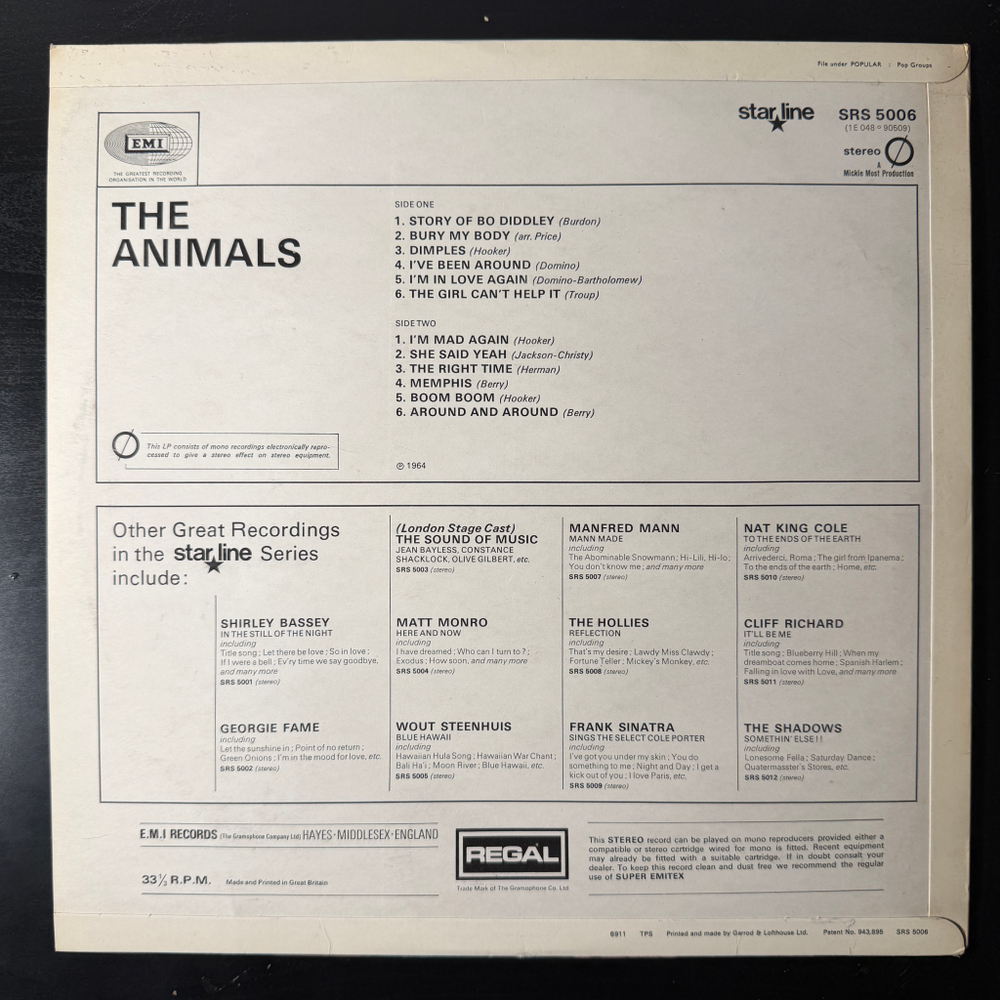 File under POPULAR : Pop Groups
EMI
THE GREATEST RECORDING
ORGANISATION IN THE WORLD
star line
SRS 5006
(1E 048 o 90509)
stereo
A
Mickie Most Production
THE
ANIMALS
SIDE ONE
1. STORY OF BO DIDDLEY (Burdon)
2. BURY MY BODY (arr. Price)
3. DIMPLES (Hooker)
4. I'VE BEEN AROUND (Domino)
5. I'M IN LOVE AGAIN (Domino-Bartholomew)
6. THE GIRL CAN'T HELP IT (Troup)
SIDE TWO
1. I'M MAD AGAIN (Hooker)
2. SHE SAID YEAH (Jackson-Christy)
3. THE RIGHT TIME (Herman)
4. MEMPHIS (Berry)
5. BOOM BOOM (Hooker)
6. AROUND AND AROUND (Berry)
This LP consists of mono recordings electronically repro-
cessed to give a stereo effect on stereo equipment.
℗ 1964
Other Great Recordings
in the star line Series
include:
SHIRLEY BASSEY
IN THE STILL OF THE NIGHT
including
Title song; Let there be love; So in love;
If I were a bell; Ev'ry time we say goodbye,
and many more
SRS 5001 (stereo)
GEORGIE FAME
including
Let the sunshine in; Point of no return;
Green Onions; I'm in the mood for love, etc.
SRS 5002 (stereo)
(London Stage Cast)
THE SOUND OF MUSIC
JEAN BAYLESS, CONSTANCE
SHACKLOCK, OLIVE GILBERT, etc.
SRS 5003 (stereo)
MATT MONRO
HERE AND NOW
including
I have dreamed; Who can I turn to?;
Exodus; How soon, and many more
SRS 5004 (stereo)
WOUT STEENHUIS
BLUE HAWAII
including
Hawaiian Hula Song; Hawaiian War Chant;
Bali Ha'i; Moon River; Blue Hawaii, etc.
SRS 5005 (stereo)
MANFRED MANN
MANN MADE
including
The Abominable Snowmann; Hi-Lili, Hi-lo;
You don't know me; and many more
SRS 5007 (stereo)
THE HOLLIES
REFLECTION
including
That's my desire; Lawdy Miss Clawdy;
Fortune Teller; Mickey's Monkey, etc.
SRS 5008 (stereo)
FRANK SINATRA
SINGS THE SELECT COLE PORTER
including
I've got you under my skin; You do
something to me; Night and Day; I get a
kick out of you; I love Paris, etc.
SRS 5009 (stereo)
NAT KING COLE
TO THE ENDS OF THE EARTH
including
Arrivederci, Roma; The girl from Ipanema;
To the ends of the earth; Home, etc.
SRS 5010 (stereo)
CLIFF RICHARD
IT'LL BE ME
including
Title song; Blueberry Hill; When my
dreamboat comes home; Spanish Harlem;
Falling in love with Love, and many more
SRS 5011 (stereo)
THE SHADOWS
SOMETHIN' ELSE!!
including
Lonesome Fella; Saturday Dance;
Quatermasster's Stores, etc.
SRS 5012 (stereo)
E.M.I RECORDS (The Gramophone Company Ltd) HAYES · MIDDLESEX · ENGLAND
33⅓ R.P.M. Made and Printed in Great Britain
REGAL
Trade Mark of The Gramophone Co. Ltd
This STEREO record can be played on mono reproducers provided either a
compatible or stereo cartridge wired for mono is fitted. Recent equipment
may already be fitted with a suitable cartridge. If in doubt consalt your
dealer. To keep this record clean and dust free we recommend the regular
use of SUPER EMITEX
6911 TPS Printed and made by Garrod & Lofthouse Ltd. Patent No. 943,895 SRS 5006